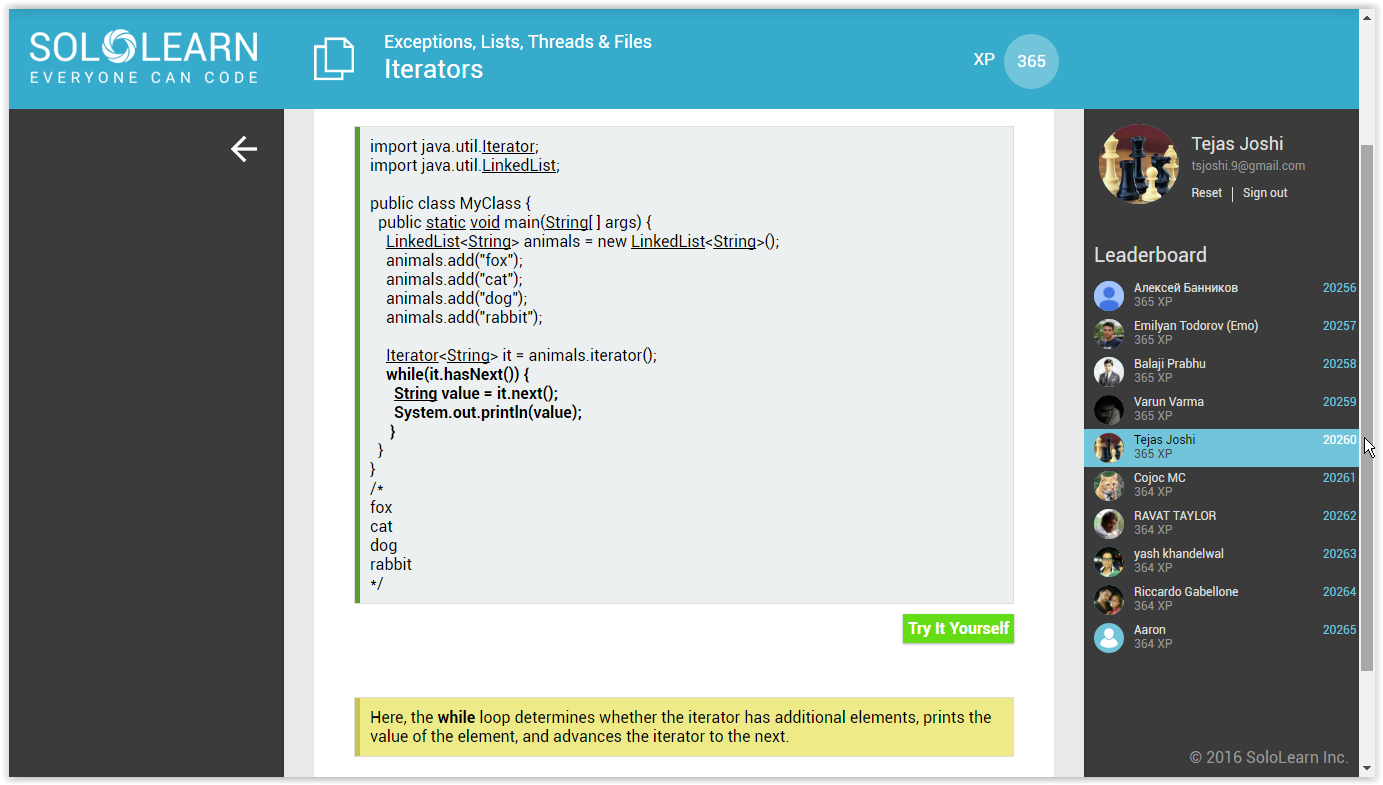 SOLOLEARN
EVERYONE CAN CODE
Exceptions, Lists, Threads & Files
Iterators
XP 365
import java.util.Iterator;
import java.util.LinkedList;
public class MyClass {
public static void main(String[ ] args) {
LinkedList<String> animals = new LinkedList<String>();
animals.add("fox");
animals.add("cat");
animals.add("dog");
animals.add("rabbit");
Iterator<String> it = animals.iterator();
while(it.hasNext()) {
String value = it.next();
System.out.println(value);
}
}
}
/*
fox
cat
dog
rabbit
*/
Try It Yourself
Here, the while loop determines whether the iterator has additional elements, prints the
value of the element, and advances the iterator to the next.
Tejas Joshi
tsjoshi.9@gmail.com
Reset | Sign out
Leaderboard
Алексей Банников 20256
365 XP
Emilyan Todorov (Emo) 20257
365 XP
Balaji Prabhu 20258
365 XP
Varun Varma 20259
365 XP
Tejas Joshi 20260
365 XP
Cojoc MC 20261
364 XP
RAVAT TAYLOR 20262
364 XP
yash khandelwal 20263
364 XP
Riccardo Gabellone 20264
364 XP
Aaron 20265
364 XP
© 2016 SoloLearn Inc.